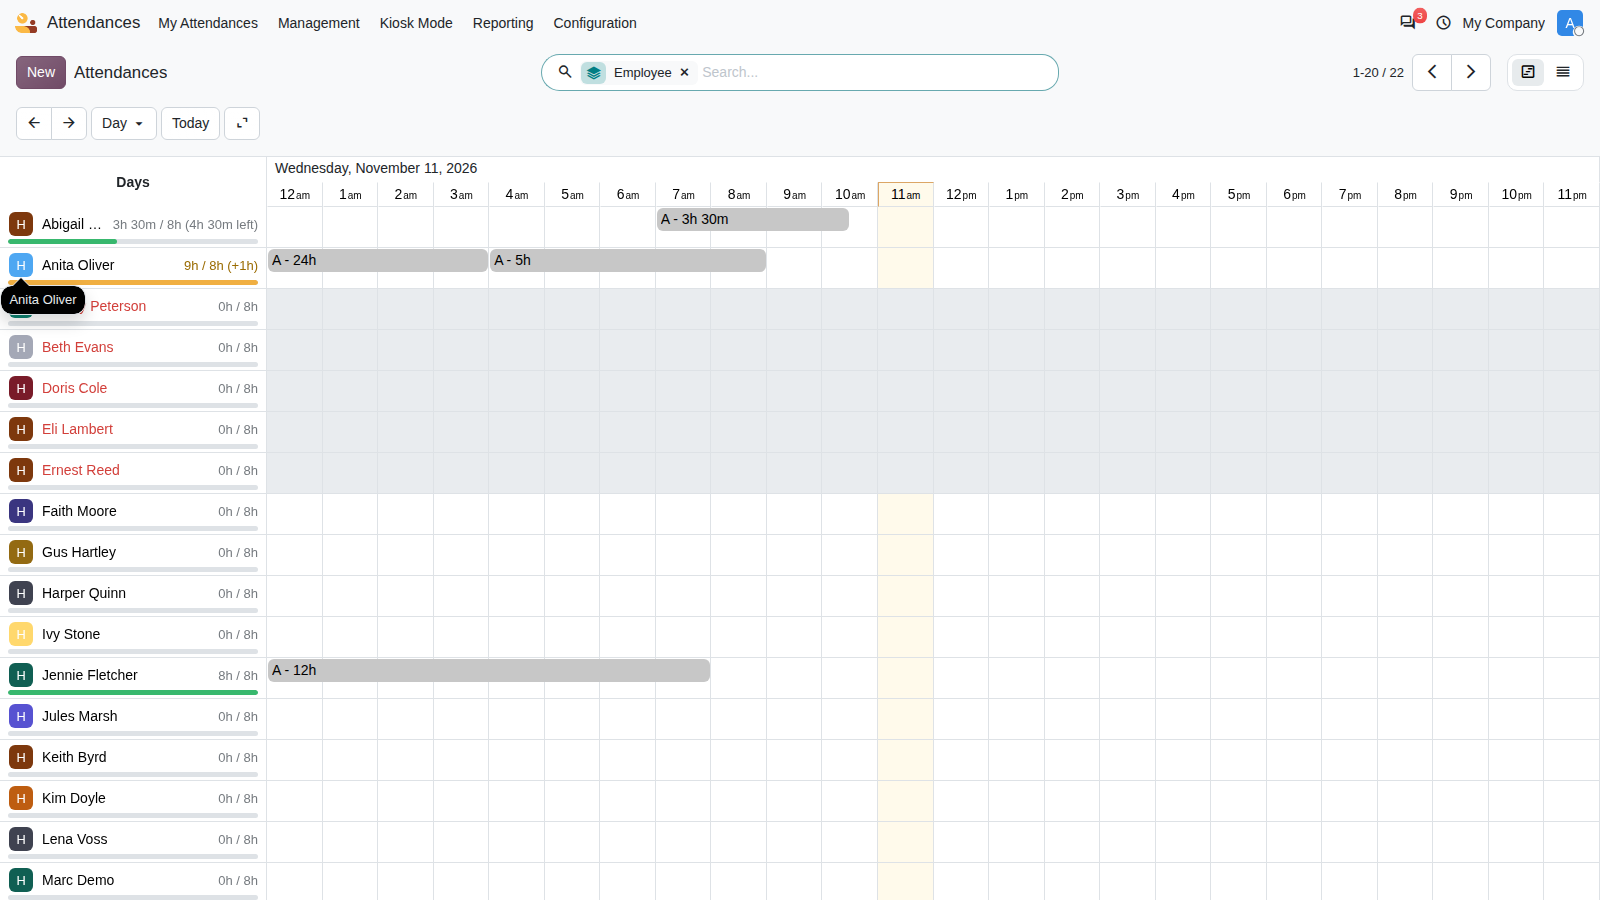 Attendances My Attendances Management Kiosk Mode Reporting Configuration 3 My Company A
New Attendances Employee × Search... 1-20 / 22
Day Today
Wednesday, November 11, 2026
Days
12am 1am 2am 3am 4am 5am 6am 7am 8am 9am 10am 11am 12pm 1pm 2pm 3pm 4pm 5pm 6pm 7pm 8pm 9pm 10pm 11pm
H Abigail ... 3h 30m / 8h (4h 30m left) A - 3h 30m
H Anita Oliver 9h / 8h (+1h) A - 24h A - 5h
Anita Oliver
Peterson 0h / 8h
H Beth Evans 0h / 8h
H Doris Cole 0h / 8h
H Eli Lambert 0h / 8h
H Ernest Reed 0h / 8h
H Faith Moore 0h / 8h
H Gus Hartley 0h / 8h
H Harper Quinn 0h / 8h
H Ivy Stone 0h / 8h
H Jennie Fletcher 8h / 8h A - 12h
H Jules Marsh 0h / 8h
H Keith Byrd 0h / 8h
H Kim Doyle 0h / 8h
H Lena Voss 0h / 8h
H Marc Demo 0h / 8h